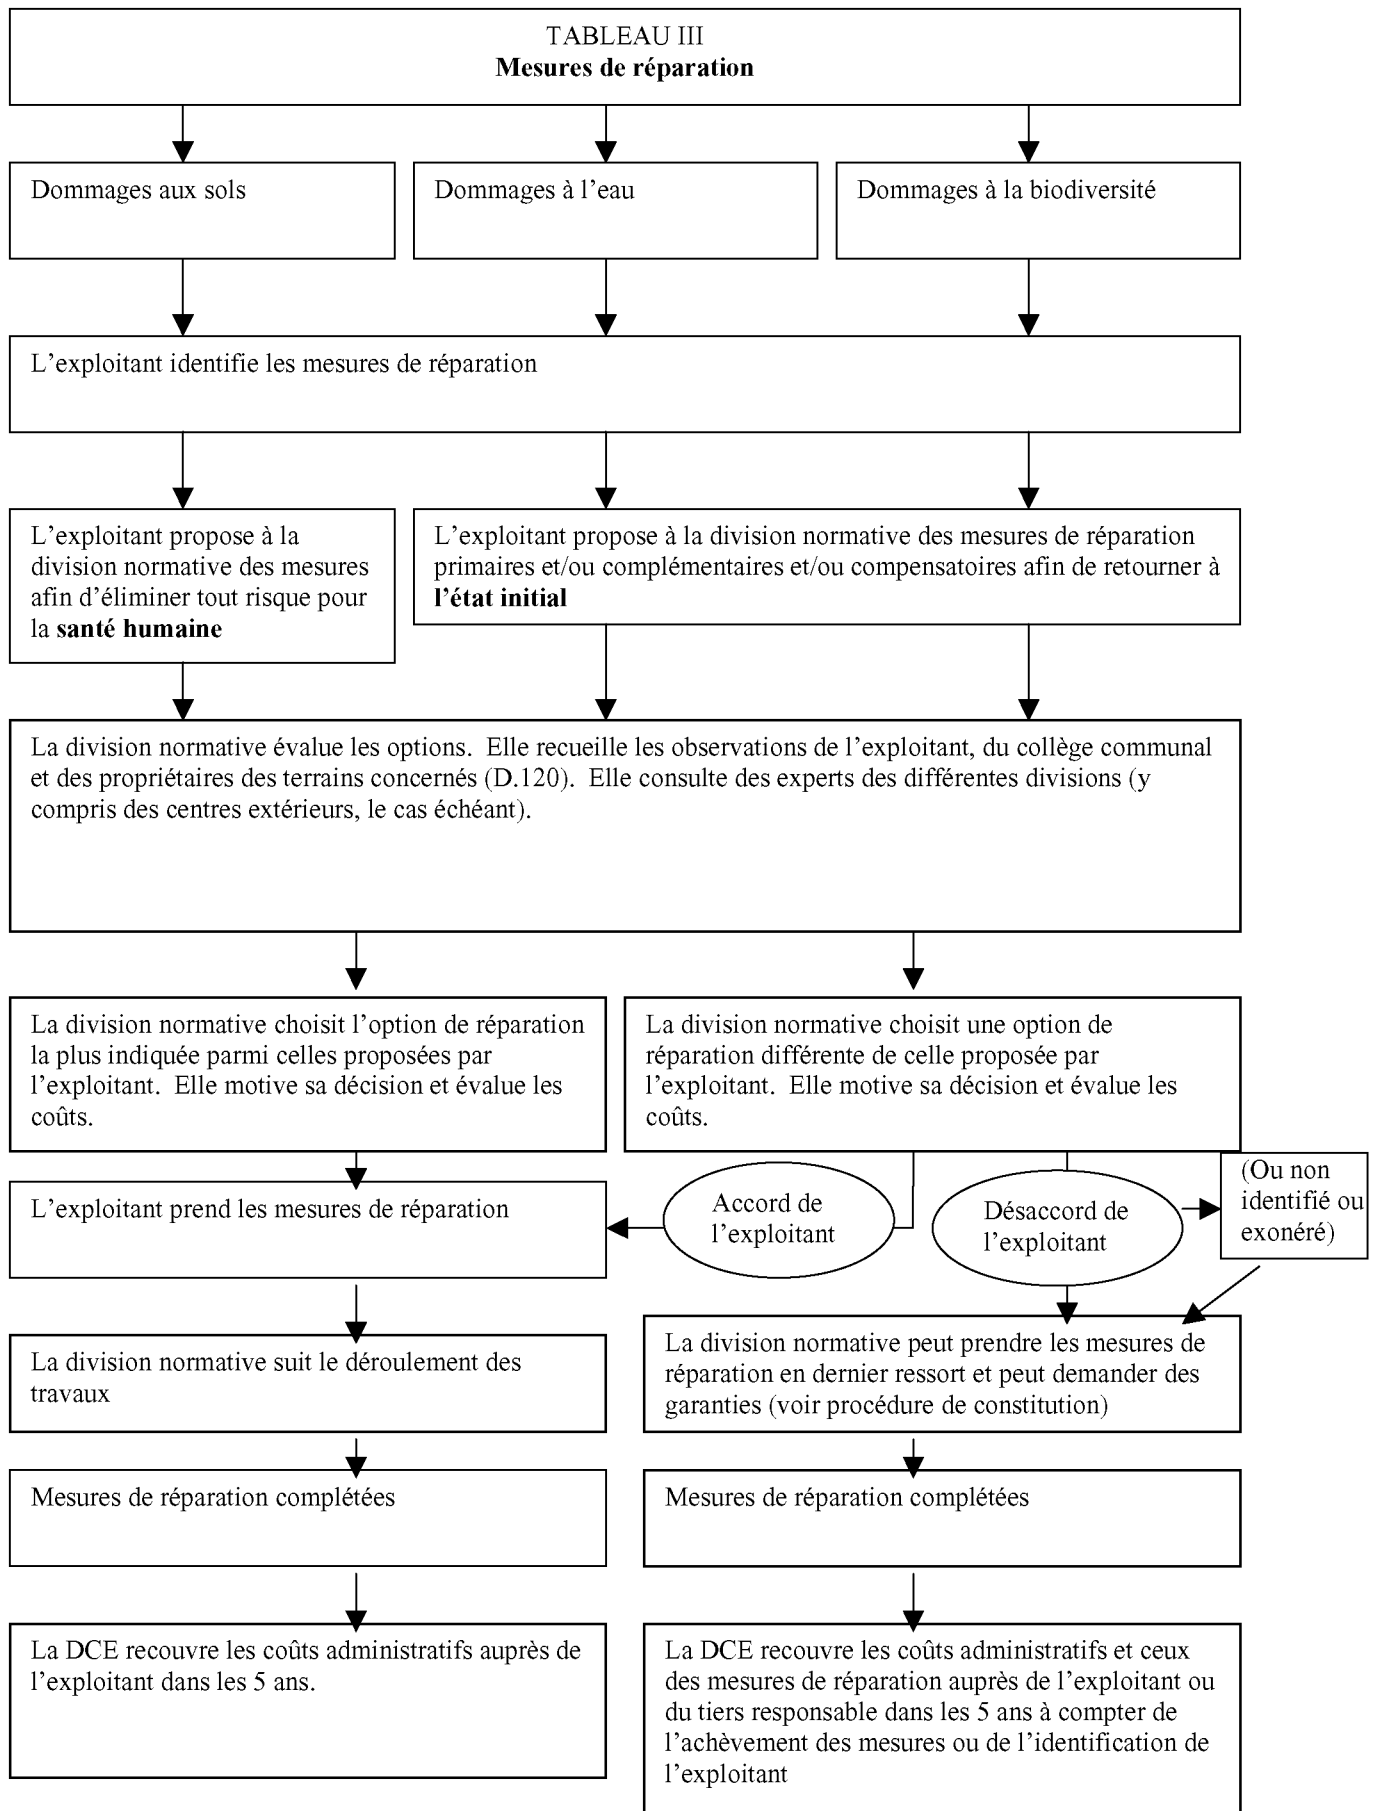 TABLEAU III
Mesures de réparation
Dommages aux sols
Dommages à l’eau
Dommages à la biodiversité
L’exploitant identifie les mesures de réparation
L’exploitant propose à la
division normative des mesures
afin d’éliminer tout risque pour
la santé humaine
L’exploitant propose à la division normative des mesures de réparation
primaires et/ou complémentaires et/ou compensatoires afin de retourner à
l’état initial
La division normative évalue les options.  Elle recueille les observations de l’exploitant, du collège communal
et des propriétaires des terrains concernés (D.120).  Elle consulte des experts des différentes divisions (y
compris des centres extérieurs, le cas échéant).
La division normative choisit l’option de réparation
la plus indiquée parmi celles proposées par
l’exploitant.  Elle motive sa décision et évalue les
coûts.
La division normative choisit une option de
réparation différente de celle proposée par
l’exploitant.  Elle motive sa décision et évalue les
coûts.
L’exploitant prend les mesures de réparation
Accord de
l’exploitant
Désaccord de
l’exploitant
(Ou non
identifié ou
exonéré)
La division normative suit le déroulement des
travaux
La division normative peut prendre les mesures de
réparation en dernier ressort et peut demander des
garanties (voir procédure de constitution)
Mesures de réparation complétées
Mesures de réparation complétées
La DCE recouvre les coûts administratifs auprès de
l’exploitant dans les 5 ans.
La DCE recouvre les coûts administratifs et ceux
des mesures de réparation auprès de l’exploitant ou
du tiers responsable dans les 5 ans à compter de
l’achèvement des mesures ou de l’identification de
l’exploitant